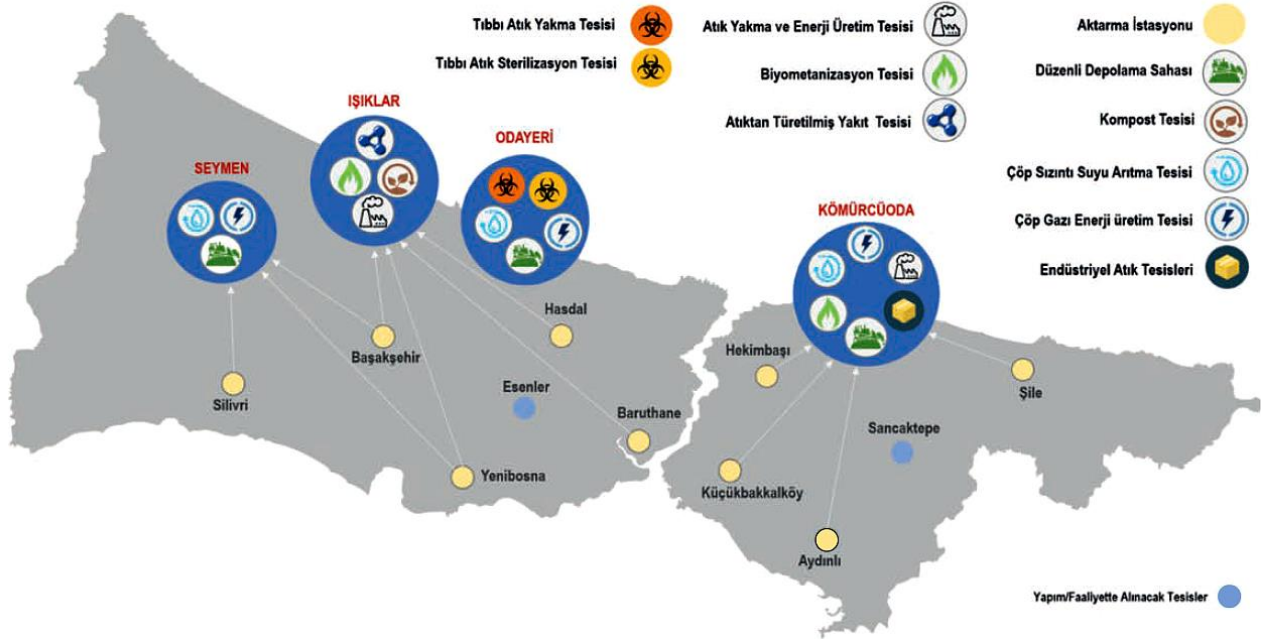 Tıbbı Atık Yakma Tesisi
Tıbbı Atık Sterilizasyon Tesisi
Atık Yakma ve Enerji Üretim Tesisi
Biyometanizasyon Tesisi
Atıktan Türetilmiş Yakıt Tesisi
Aktarma İstasyonu
Düzenli Depolama Sahası
Kompost Tesisi
Çöp Sızıntı Suyu Arıtma Tesisi
Çöp Gazı Enerji üretim Tesisi
Endüstriyel Atık Tesisleri
IŞIKLAR
ODAYERİ
SEYMEN
KÖMÜRCÜODA
Hasdal
Başakşehir
Hekimbaşı
Esenler
Silivri
Şile
Baruthane
Sancaktepe
Yenibosna
Küçükbakkalköy
Aydınlı
Yapım/Faaliyette Alınacak Tesisler